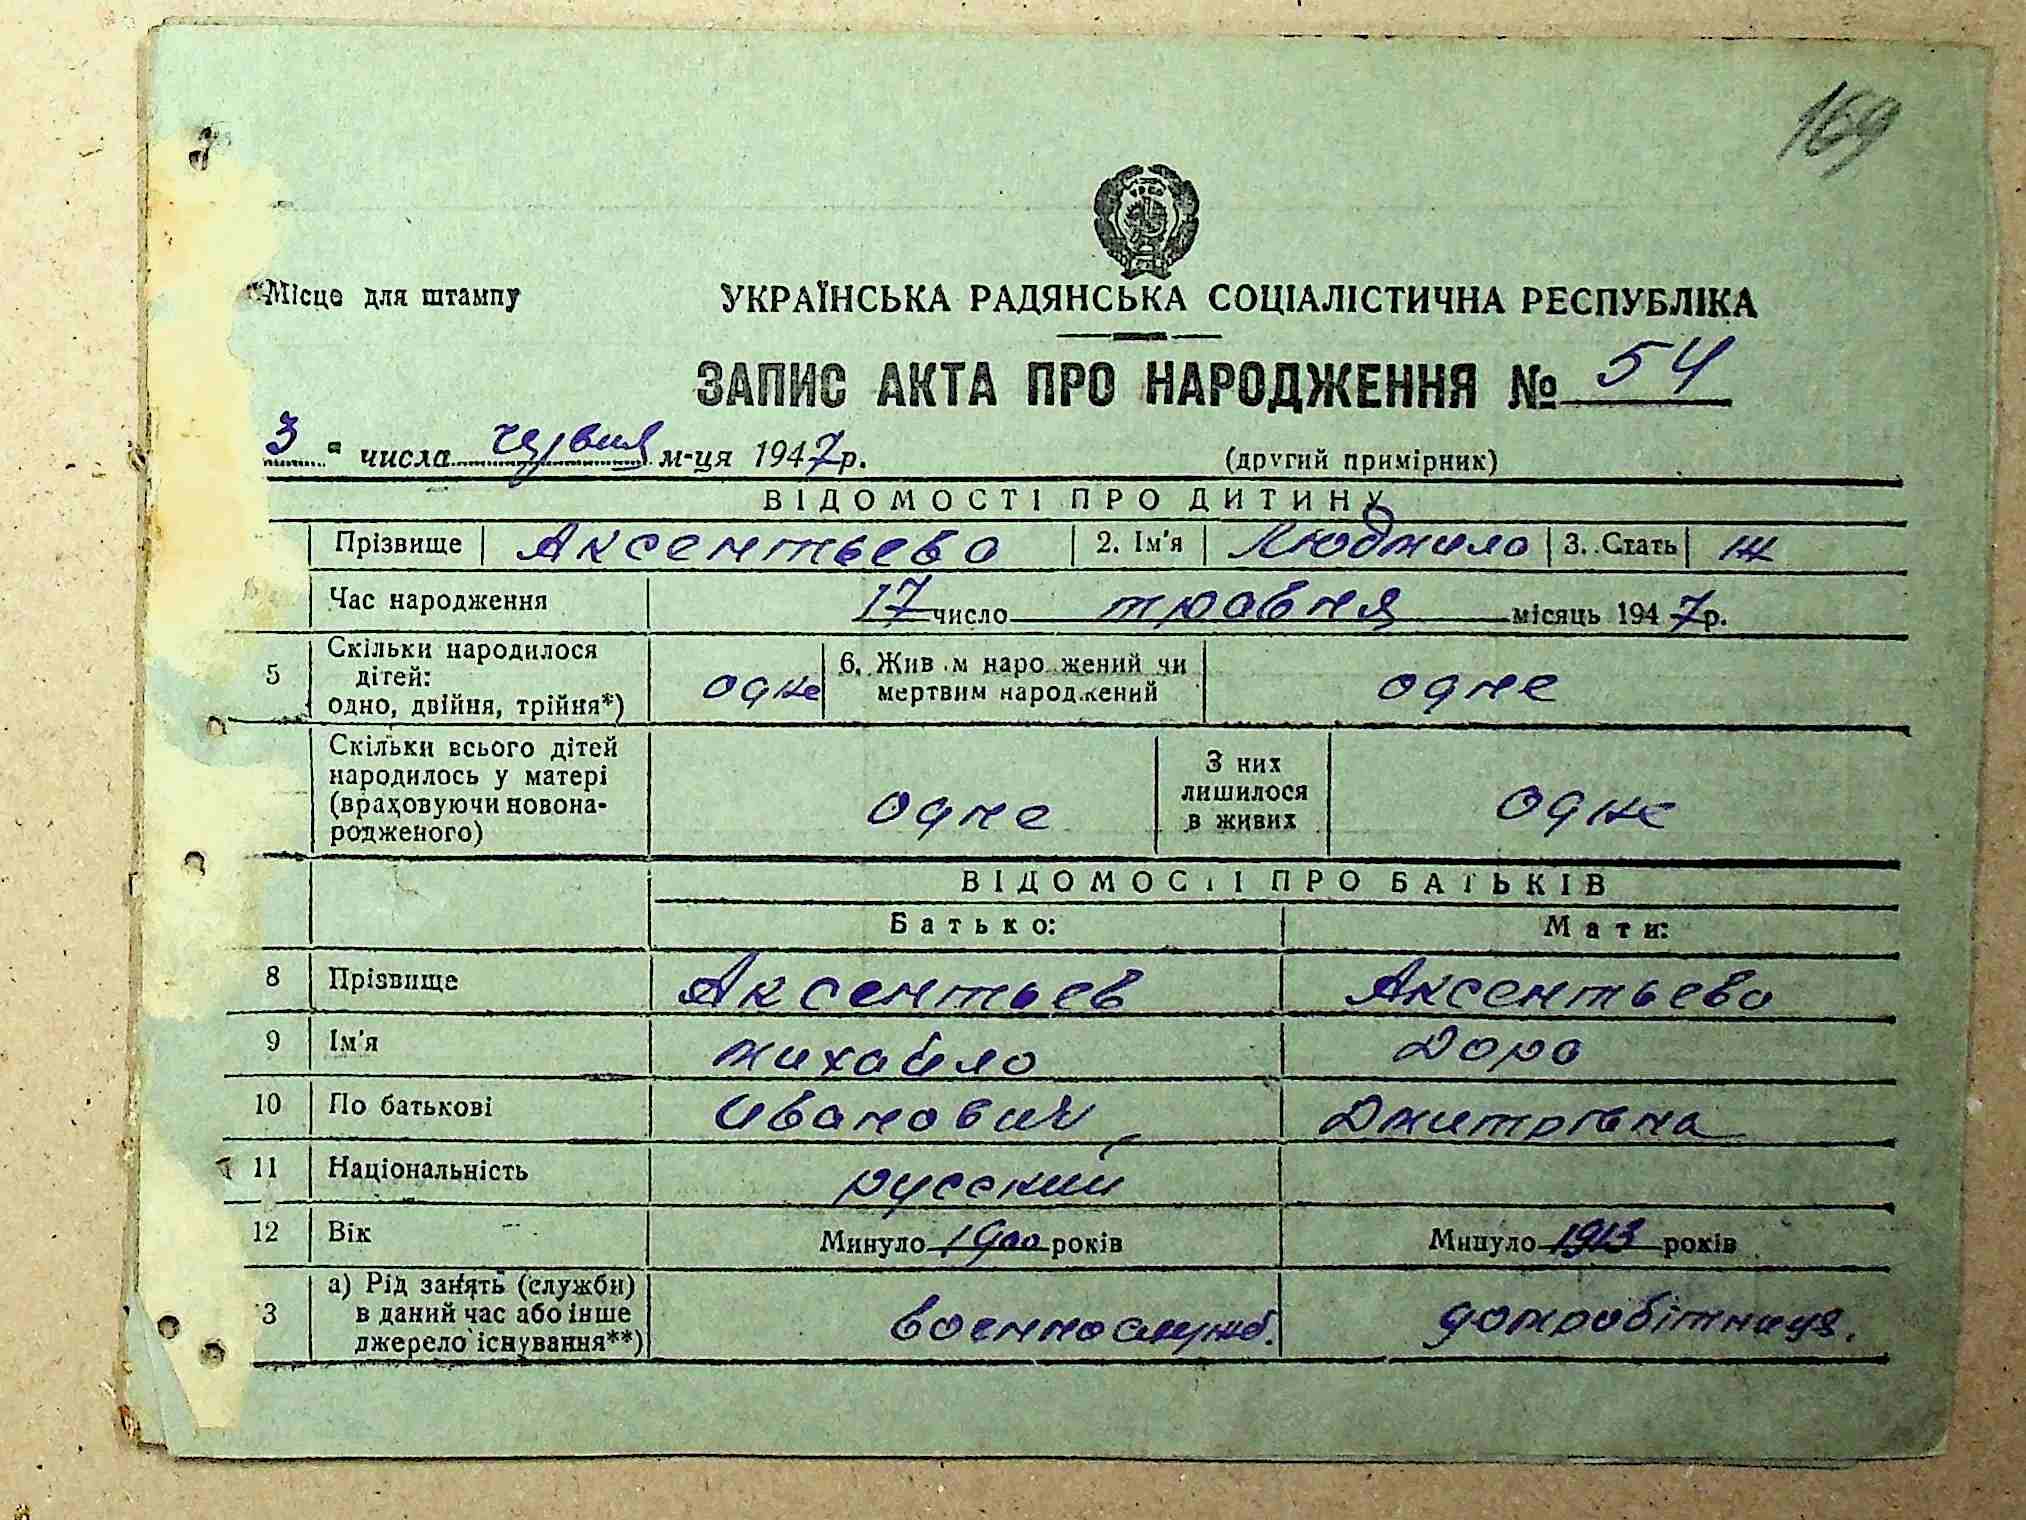 169
Місце для штампу
УКРАЇНСЬКА РАДЯНСЬКА СОЦІАЛІСТИЧНА РЕСПУБЛІКА
ЗАПИС АКТА ПРО НАРОДЖЕННЯ № 54
3 " числа червня м-ця 1947р. (другий примірник)
ВІДОМОСТІ ПРО ДИТИНУ
Прізвище Аксентьева 2. Ім'я Людмила 3. Стать ж
Час народження 17 число травня місяць 1947р.
5 Скільки народилося дітей: одно, двійня, трійня*) одне 6. Живим народжений чи мертвим народжений одне
Скільки всього дітей народилось у матері (враховуючи новонародженого) одне З них лишилося в живих одне
ВІДОМОСТІ ПРО БАТЬКІВ
Батько: Мати:
8 Прізвище Аксентьев Аксентьева
9 Ім'я Михайло Дора
10 По батькові Иванович Дмитрівна
11 Національність русский
12 Вік Минуло 1900 років Минуло 1913 років
3 а) Рід занять (служби) в даний час або інше джерело існування**) военнослужб. домробітниця.